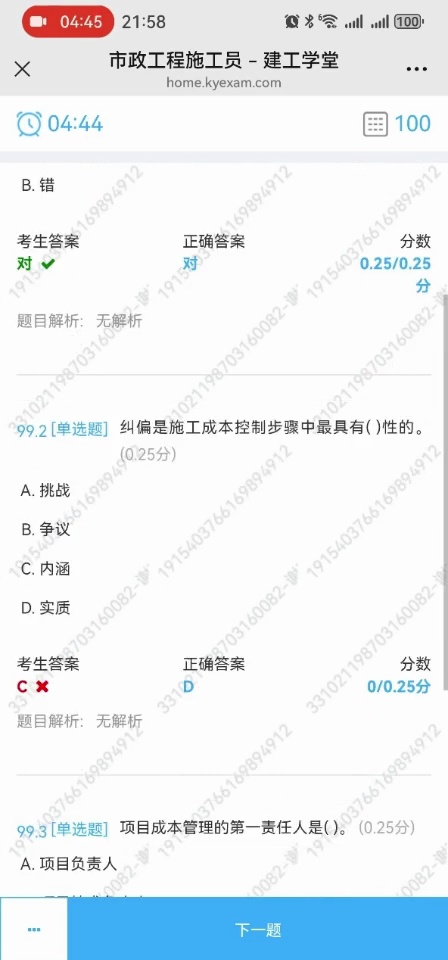 04:45 21:58 100
市政工程施工员 - 建工学堂
home.kyexam.com
04:44 100
B. 错
考生答案 正确答案 分数
对 对 0.25/0.25
分
题目解析: 无解析
99.2 [单选题] 纠偏是施工成本控制步骤中最具有( )性的。
(0.25分)
A. 挑战
B. 争议
C. 内涵
D. 实质
考生答案 正确答案 分数
C D 0/0.25分
题目解析: 无解析
99.3 [单选题] 项目成本管理的第一责任人是( )。 (0.25分)
A. 项目负责人
下一题